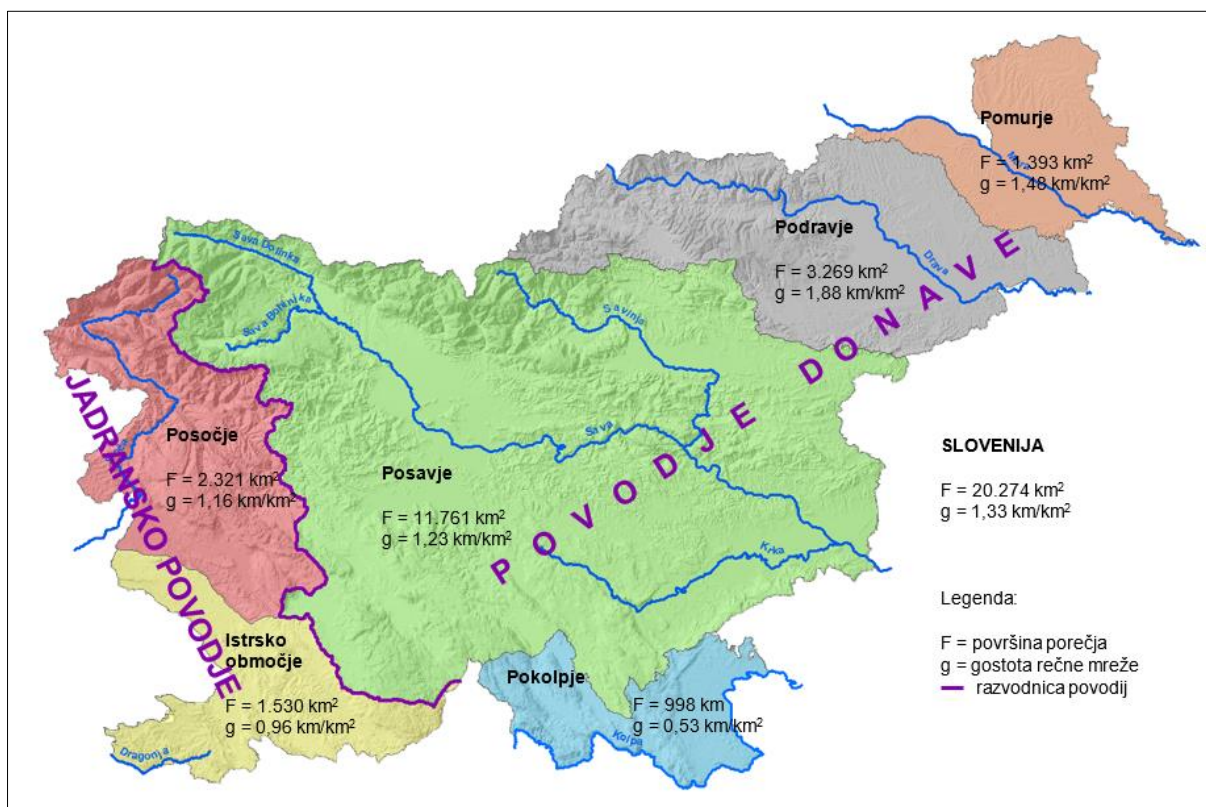 Pomurje
F = 1.393 km²
g = 1,48 km/km²
Mura
Podravje
F = 3.269 km²
g = 1,88 km/km²
Drava
Sava Dolinka
Sava Bohinjka
Savinja
Sava
Krka
Kolpa
Dragonja
JADRANSKO POVODJE
POVODJE DONAVE
Posočje
F = 2.321 km²
g = 1,16 km/km²
Posavje
F = 11.761 km²
g = 1,23 km/km²
Istrsko
območje
F = 1.530 km²
g = 0,96 km/km²
Pokolpje
F = 998 km
g = 0,53 km/km²
SLOVENIJA
F = 20.274 km²
g = 1,33 km/km²
Legenda:
F = površina porečja
g = gostota rečne mreže
razvodnica povodij